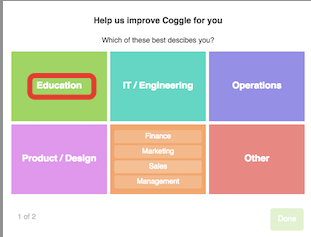 Help us improve Coggle for you
Which of these best descibes you?
Education
IT / Engineering
Operations
Product / Design
Finance
Marketing
Sales
Management
Other
1 of 2
Done